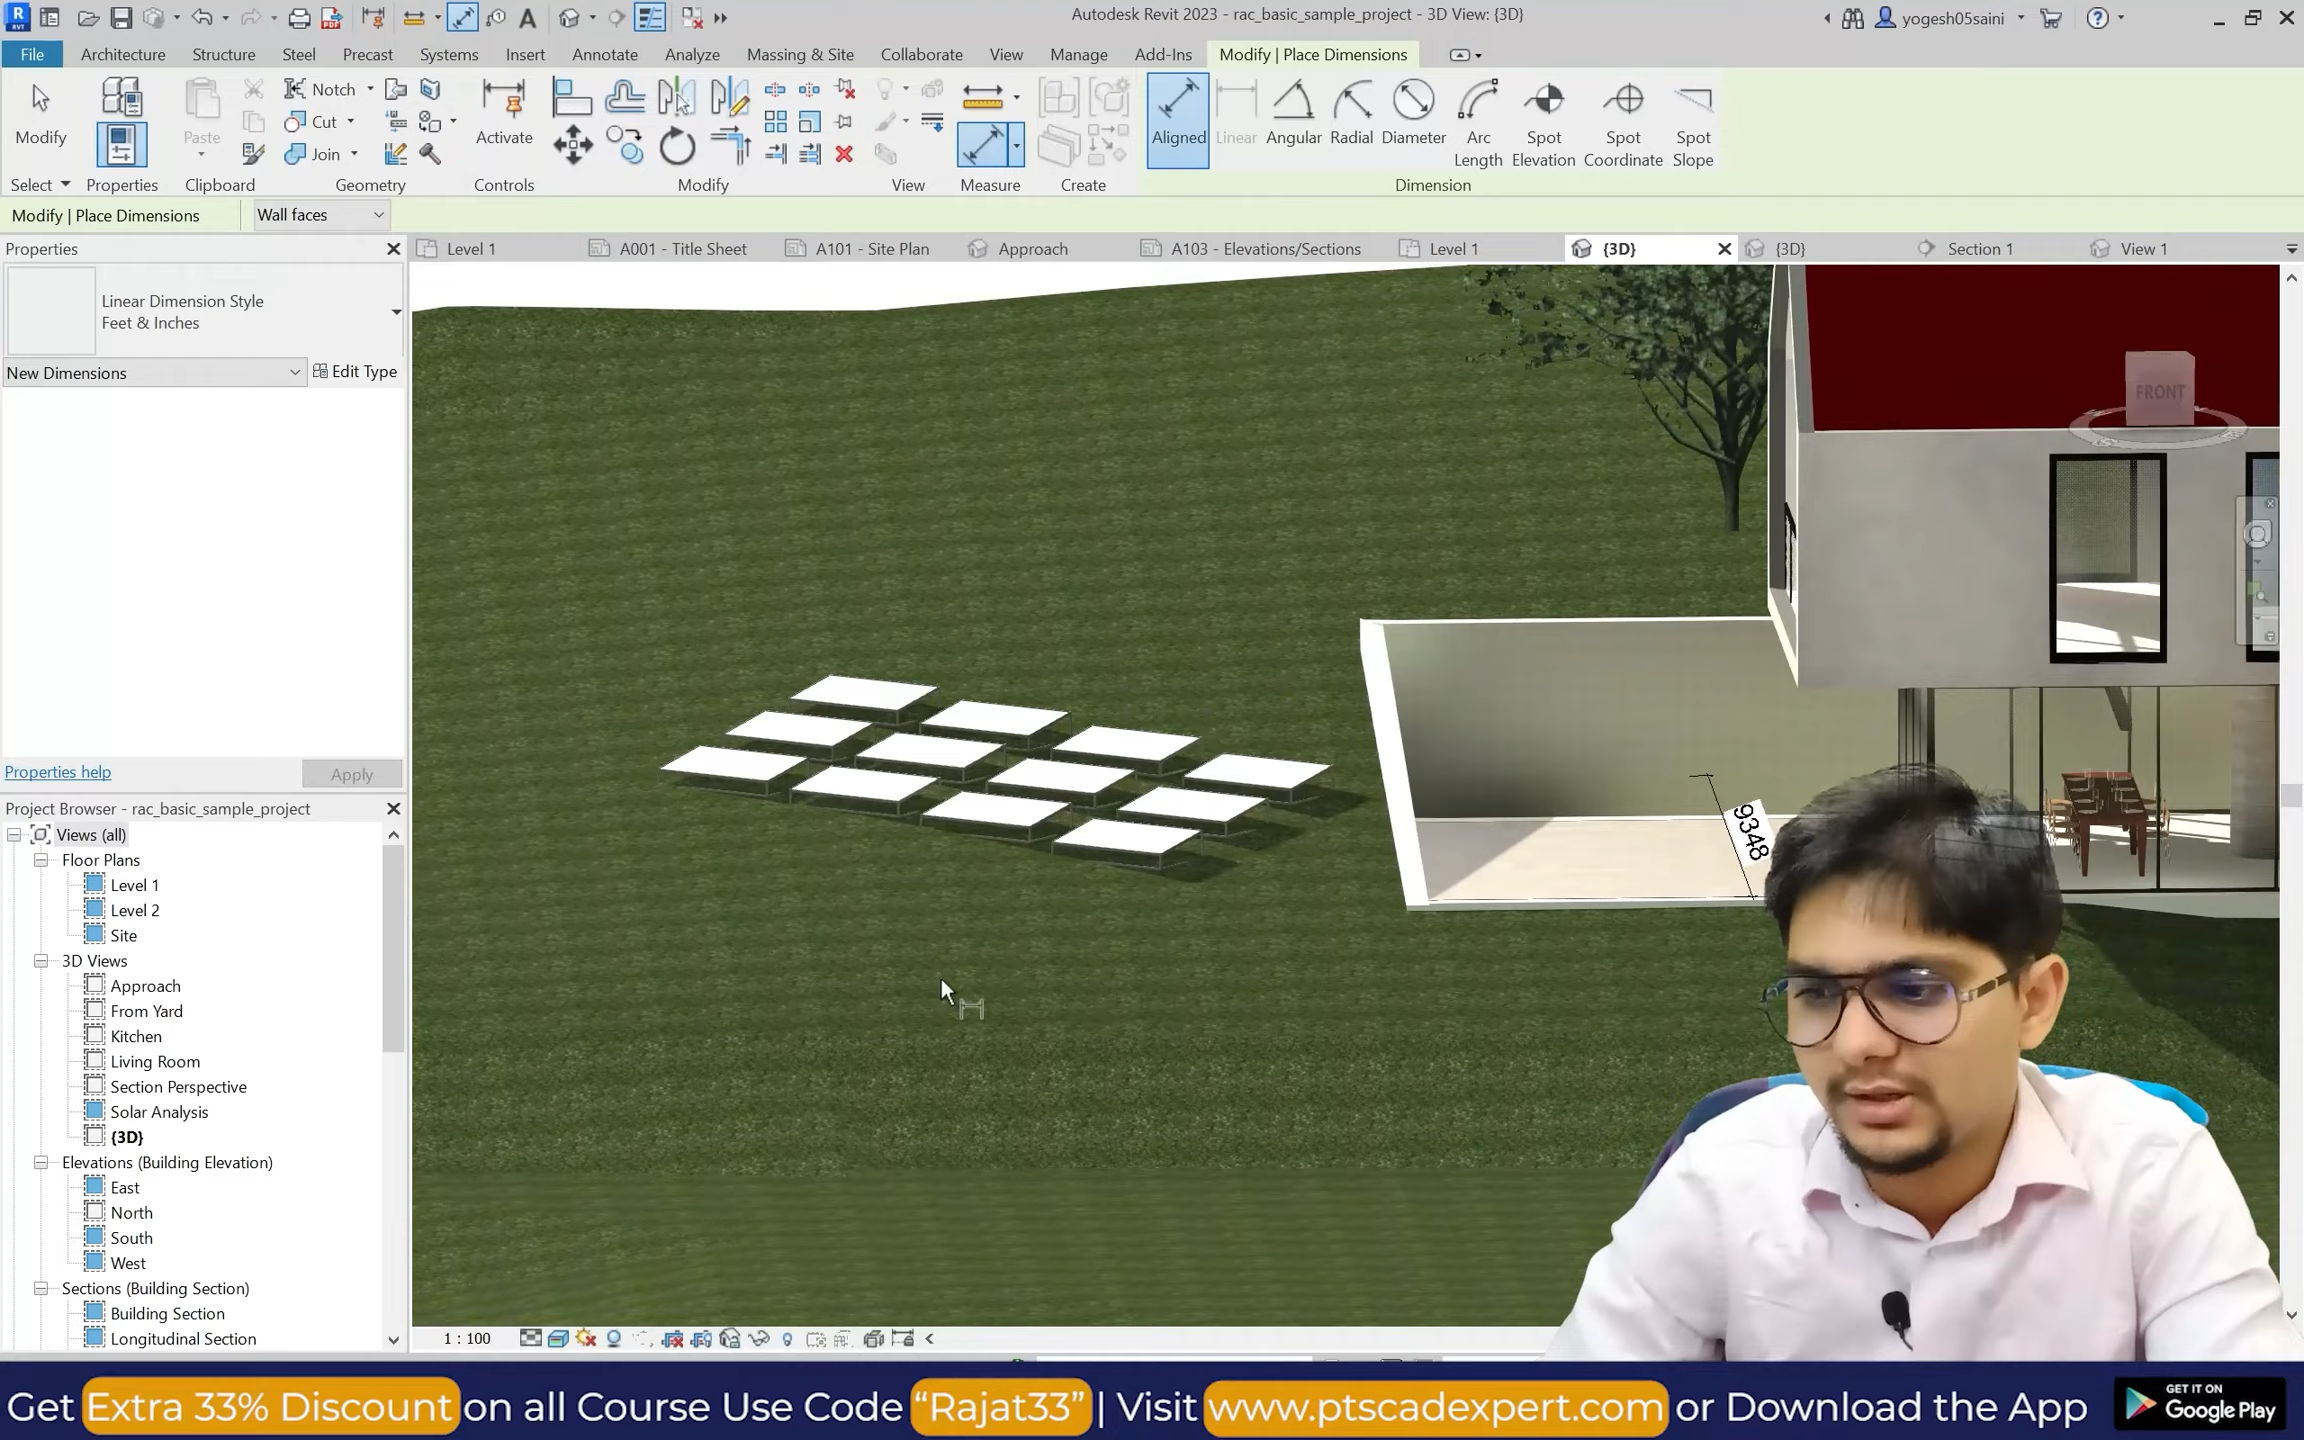 Autodesk Revit 2023 - rac_basic_sample_project - 3D View: {3D}
yogesh05saini
File Architecture Structure Steel Precast Systems Insert Annotate Analyze Massing & Site Collaborate View Manage Add-Ins Modify | Place Dimensions
Modify
Select
Properties
Paste
Clipboard
Notch
Cut
Join
Geometry
Activate
Controls
Modify
View
Measure
Create
Aligned
Linear
Angular
Radial
Diameter
Arc
Length
Spot
Elevation
Spot
Coordinate
Spot
Slope
Dimension
Modify | Place Dimensions Wall faces
Properties
Level 1 A001 - Title Sheet A101 - Site Plan Approach A103 - Elevations/Sections Level 1 {3D} {3D} Section 1 View 1
Linear Dimension Style
Feet & Inches
New Dimensions
Edit Type
FRONT
9348
Properties help
Apply
Project Browser - rac_basic_sample_project
Views (all)
Floor Plans
Level 1
Level 2
Site
3D Views
Approach
From Yard
Kitchen
Living Room
Section Perspective
Solar Analysis
{3D}
Elevations (Building Elevation)
East
North
South
West
Sections (Building Section)
Building Section
Longitudinal Section
1 : 100
Get Extra 33% Discount on all Course Use Code “Rajat33” | Visit www.ptscadexpert.com or Download the App
GET IT ON
Google Play